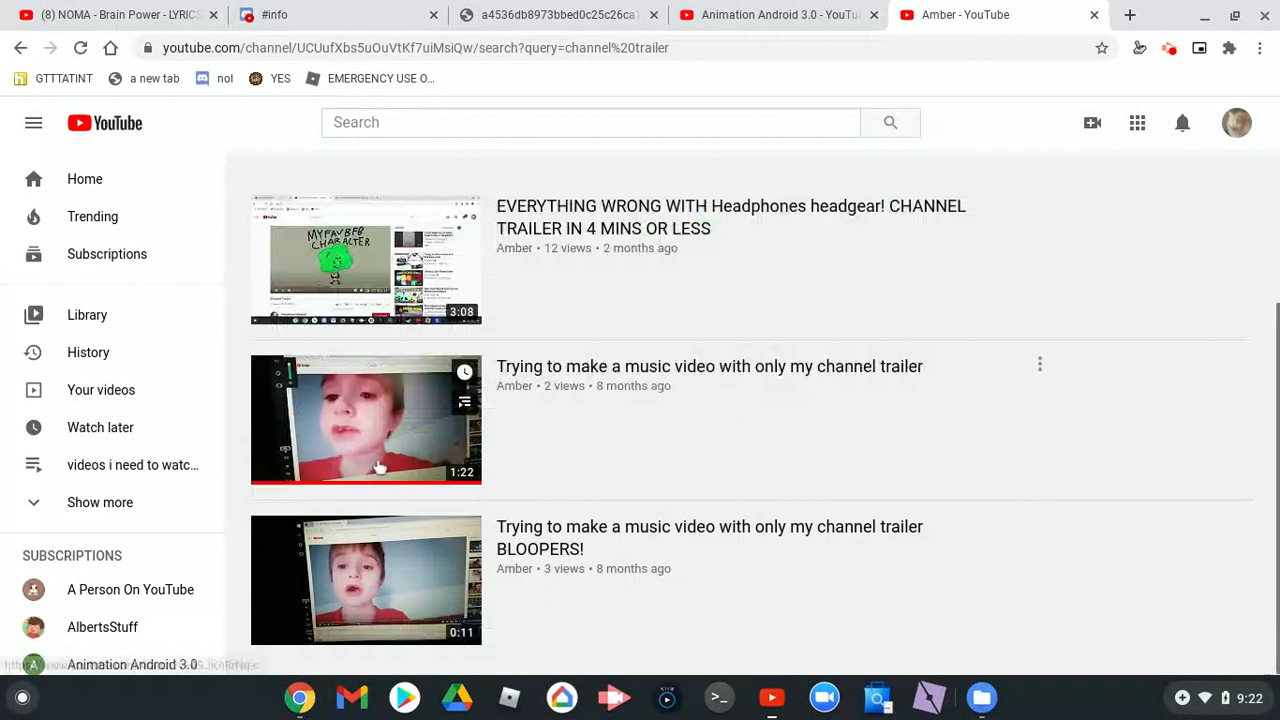 (8) NOMA - Brain Power - LYRICS
#info
a4536db8973bbed0c25c26ca1
Animation Android 3.0 - YouTu
Amber - YouTube
youtube.com/channel/UCUufXbs5uOuVtKf7uiMsiQw/search?query=channel%20trailer
GTTTATINT
a new tab
nol
YES
EMERGENCY USE O...
YouTube
Search
Home
Trending
Subscriptions
Library
History
Your videos
Watch later
videos i need to watc...
Show more
SUBSCRIPTIONS
A Person On YouTube
AlbertsStuff
A
Animation Android 3.0
MY FAV BFB
CHARACTER
3:08
EVERYTHING WRONG WITH Headphones headgear! CHANNEL
TRAILER IN 4 MINS OR LESS
Amber • 12 views • 2 months ago
1:22
Trying to make a music video with only my channel trailer
Amber • 2 views • 8 months ago
0:11
Trying to make a music video with only my channel trailer
BLOOPERS!
Amber • 3 views • 8 months ago
9:22